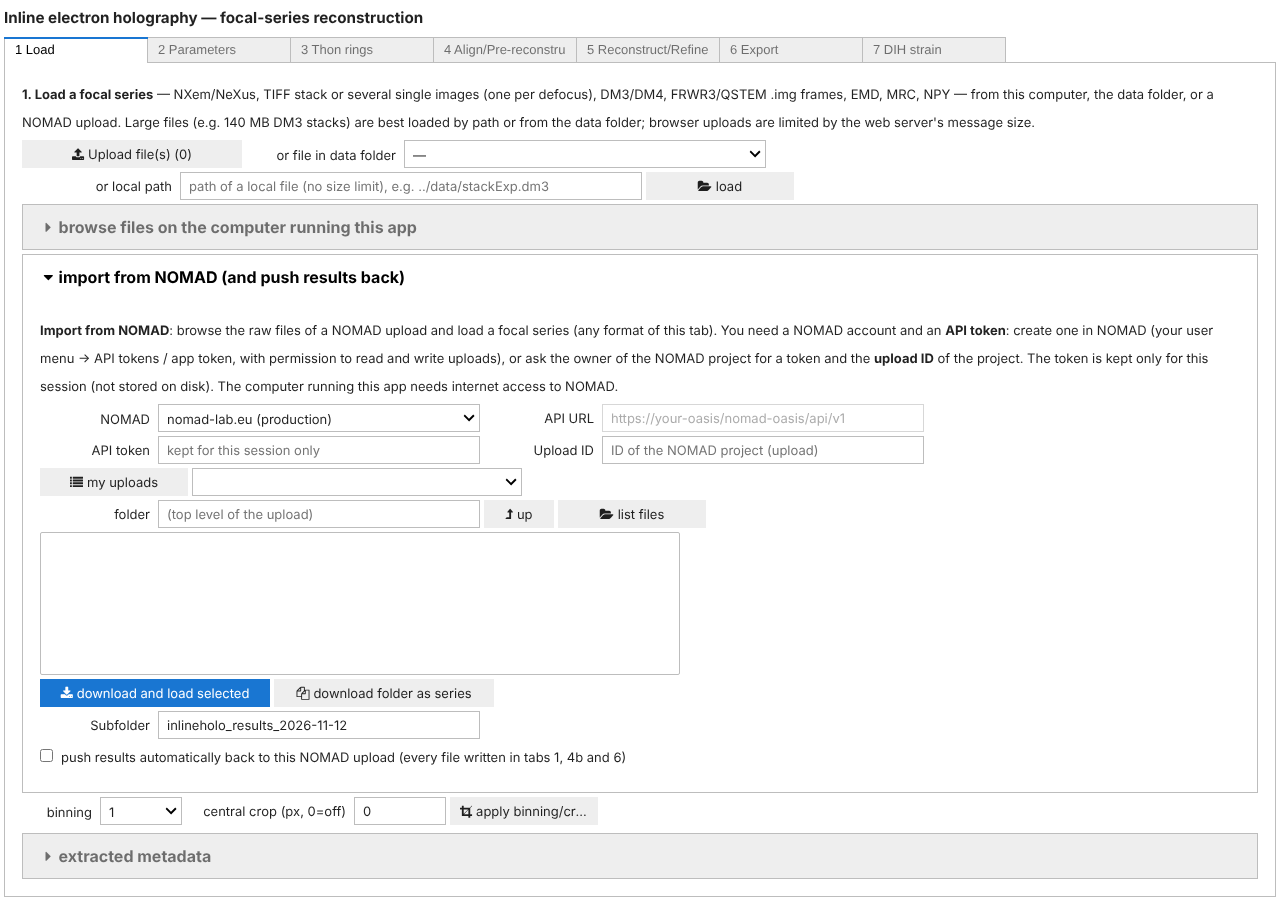 Inline electron holography — focal-series reconstruction
1 Load
2 Parameters
3 Thon rings
4 Align/Pre-reconstru
5 Reconstruct/Refine
6 Export
7 DIH strain
1. Load a focal series — NXem/NeXus, TIFF stack or several single images (one per defocus), DM3/DM4, FRWR3/QSTEM .img frames, EMD, MRC, NPY — from this computer, the data folder, or a
NOMAD upload. Large files (e.g. 140 MB DM3 stacks) are best loaded by path or from the data folder; browser uploads are limited by the web server's message size.
Upload file(s) (0) or file in data folder —
or local path path of a local file (no size limit), e.g. ../data/stackExp.dm3 load
browse files on the computer running this app
import from NOMAD (and push results back)
Import from NOMAD: browse the raw files of a NOMAD upload and load a focal series (any format of this tab). You need a NOMAD account and an API token: create one in NOMAD (your user
menu → API tokens / app token, with permission to read and write uploads), or ask the owner of the NOMAD project for a token and the upload ID of the project. The token is kept only for this
session (not stored on disk). The computer running this app needs internet access to NOMAD.
NOMAD nomad-lab.eu (production) API URL https://your-oasis/nomad-oasis/api/v1
API token kept for this session only Upload ID ID of the NOMAD project (upload)
my uploads
folder (top level of the upload) up list files
download and load selected download folder as series
Subfolder inlineholo_results_2026-11-12
push results automatically back to this NOMAD upload (every file written in tabs 1, 4b and 6)
binning 1 central crop (px, 0=off) 0 apply binning/cr...
extracted metadata